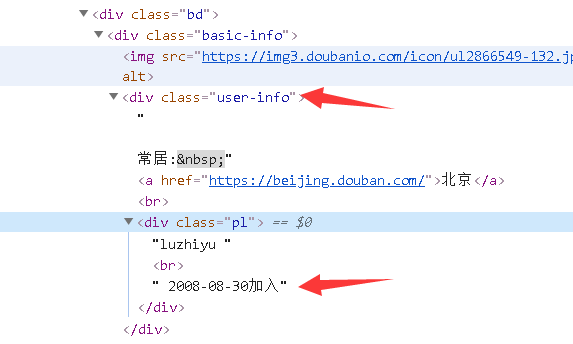 ▼<div class="bd">
▼<div class="basic-info">
<img src="https://img3.doubanio.com/icon/ul2866549-132.jp
alt>
▼<div class="user-info">
"
常居:&nbsp;"
<a href="https://beijing.douban.com/">北京</a>
<br>
▼<div class="pl"> == $0
"luzhiyu "
<br>
" 2008-08-30加入"
</div>
</div>